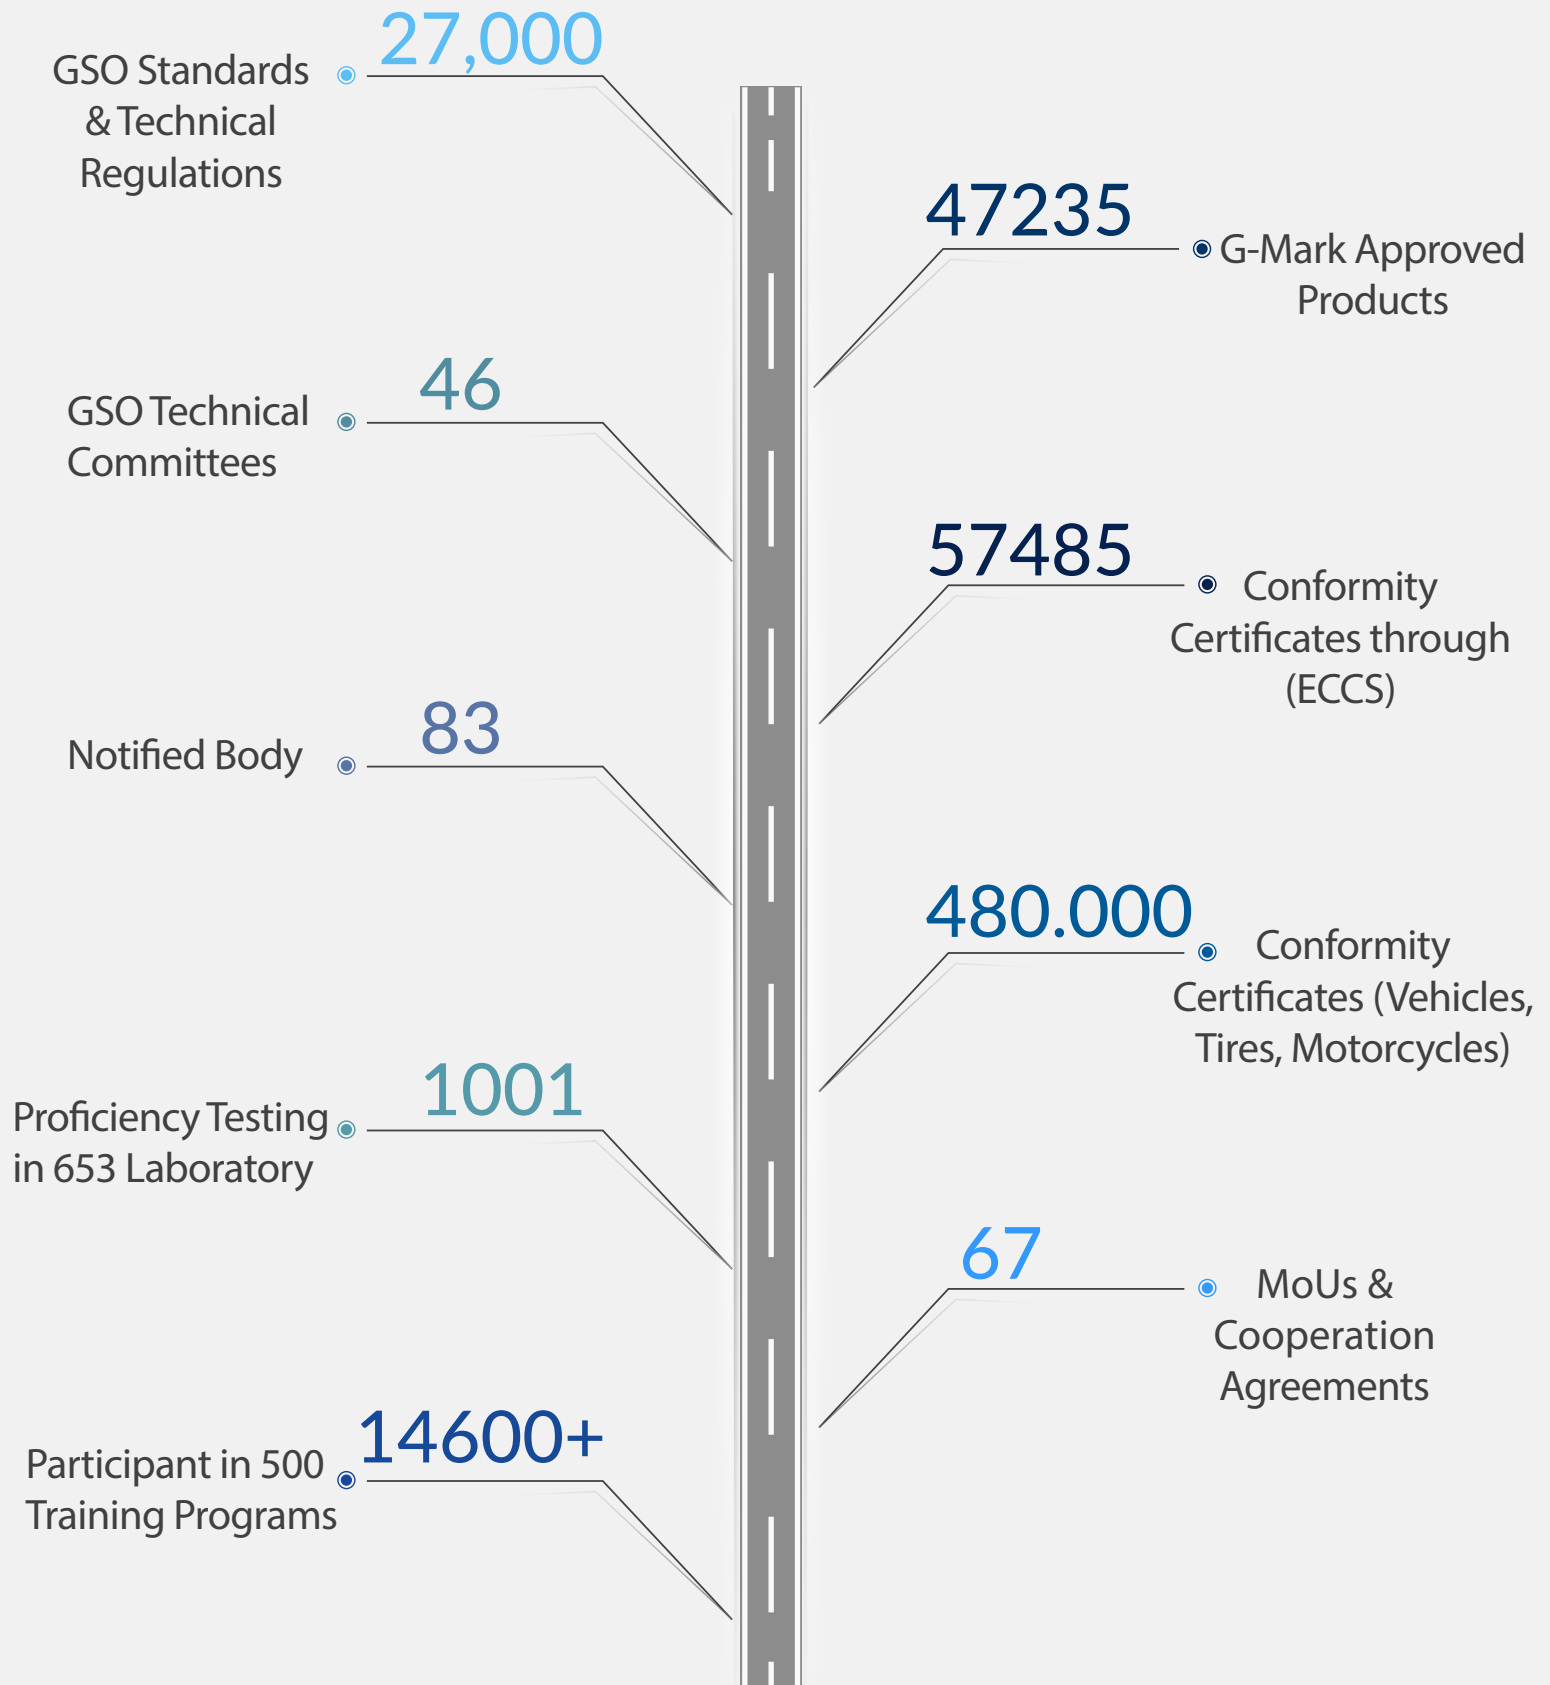 27,000
GSO Standards
& Technical
Regulations
47235
G-Mark Approved
Products
46
GSO Technical
Committees
57485
Conformity
Certificates through
(ECCS)
83
Notified Body
480.000
Conformity
Certificates (Vehicles,
Tires, Motorcycles)
1001
Proficiency Testing
in 653 Laboratory
67
MoUs &
Cooperation
Agreements
14600+
Participant in 500
Training Programs